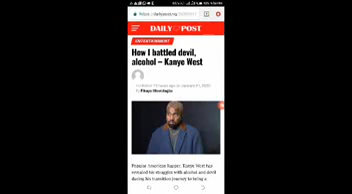 DAILY POST
ENTERTAINMENT
How I battled devil,
alcohol – Kanye West
By
Popular American Rapper, Kanye West has
revealed his struggles with alcohol and devil
during his transition journey to being a